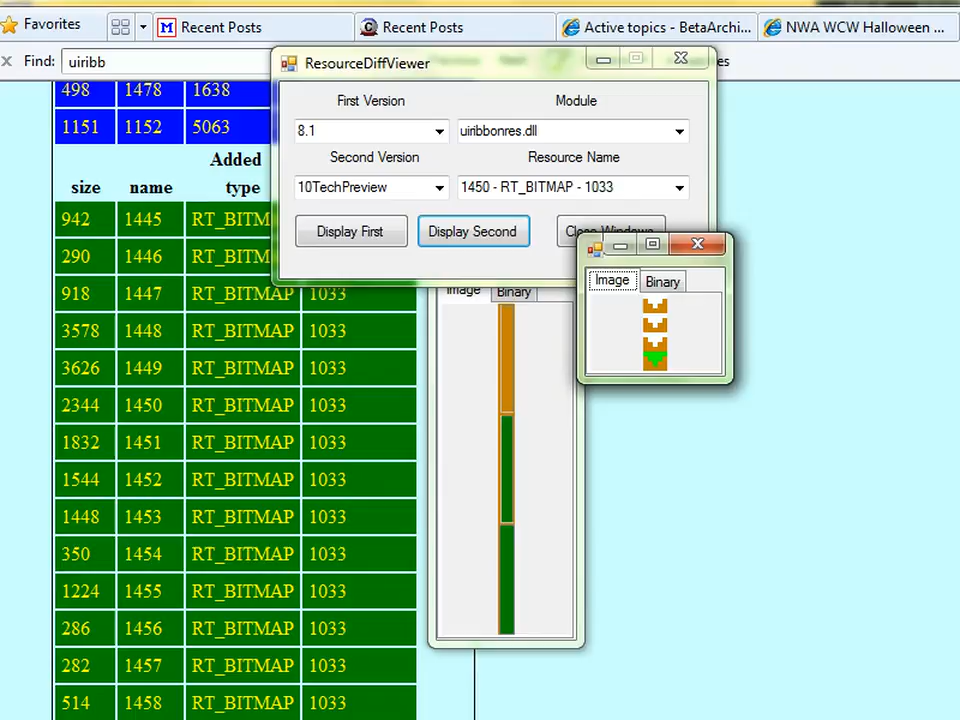 Favorites
Recent Posts
Recent Posts
Active topics - BetaArchi...
NWA WCW Halloween ...
Find: uiribb
ResourceDiffViewer
First Version
Module
8.1
uiribbonres.dll
Second Version
Resource Name
10TechPreview
1450 - RT_BITMAP - 1033
Display First
Display Second
Close Windows
Image
Binary
Image
Binary
498 1478 1638
1151 1152 5063
Added
size name type
942 1445 RT_BITM
290 1446 RT_BITM
918 1447 RT_BITMAP 1033
3578 1448 RT_BITMAP 1033
3626 1449 RT_BITMAP 1033
2344 1450 RT_BITMAP 1033
1832 1451 RT_BITMAP 1033
1544 1452 RT_BITMAP 1033
1448 1453 RT_BITMAP 1033
350 1454 RT_BITMAP 1033
1224 1455 RT_BITMAP 1033
286 1456 RT_BITMAP 1033
282 1457 RT_BITMAP 1033
514 1458 RT_BITMAP 1033